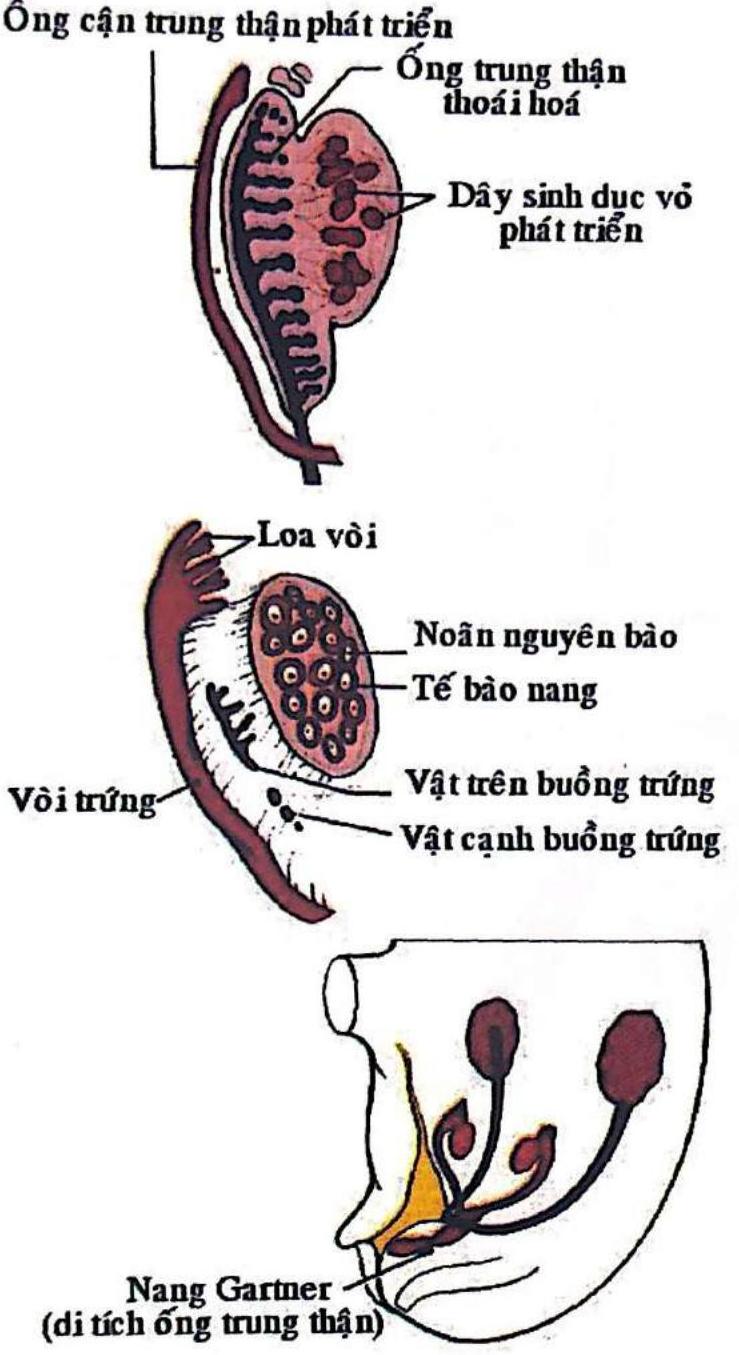 Ống cận trung thận phát triển
Ống trung thận
thoái hoá
Dây sinh dục vỏ
phát triển
Loa vòi
Noãn nguyên bào
Tế bào nang
Vòi trứng
Vật trên buồng trứng
Vật cạnh buồng trứng
Nang Gartner
(di tích ống trung thận)